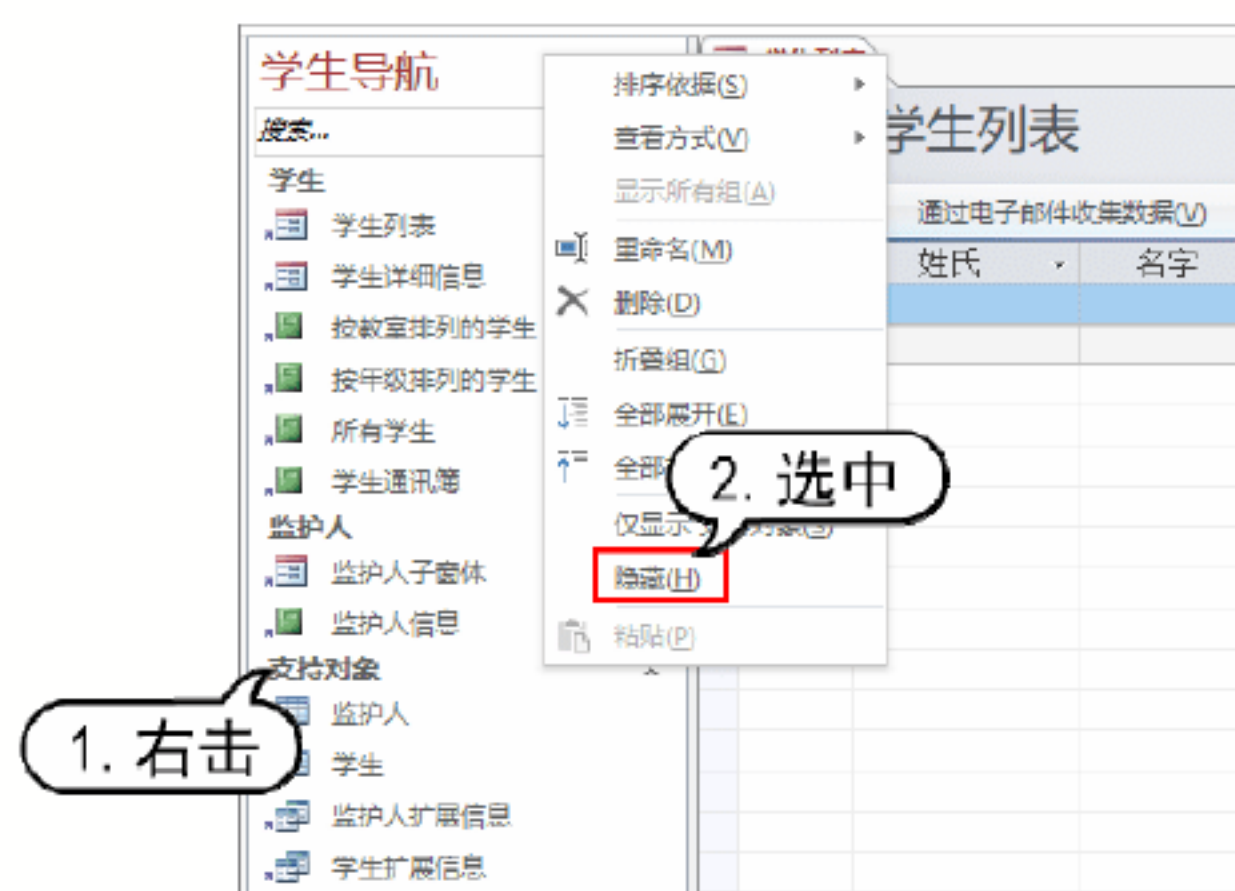 学生导航
搜索...
学生
学生列表
学生详细信息
按教室排列的学生
按年级排列的学生
所有学生
学生通讯簿
监护人
监护人子窗体
监护人信息
支持对象
监护人
学生
监护人扩展信息
学生扩展信息
1. 右击
排序依据(S)
查看方式(V)
显示所有组(A)
重命名(M)
删除(D)
折叠组(G)
全部展开(E)
全部
仅显示
隐藏(H)
粘贴(P)
2. 选中
学生列表
学生列表
通过电子邮件收集数据(V)
姓氏 名字